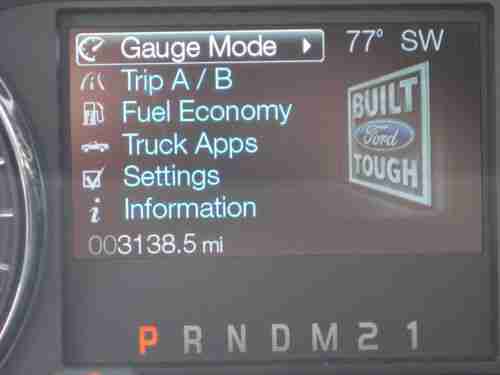 Gauge Mode 77° SW
Trip A / B
Fuel Economy
Truck Apps
Settings
Information
BUILT
Ford
TOUGH
003138.5 mi
P R N D M 2 1